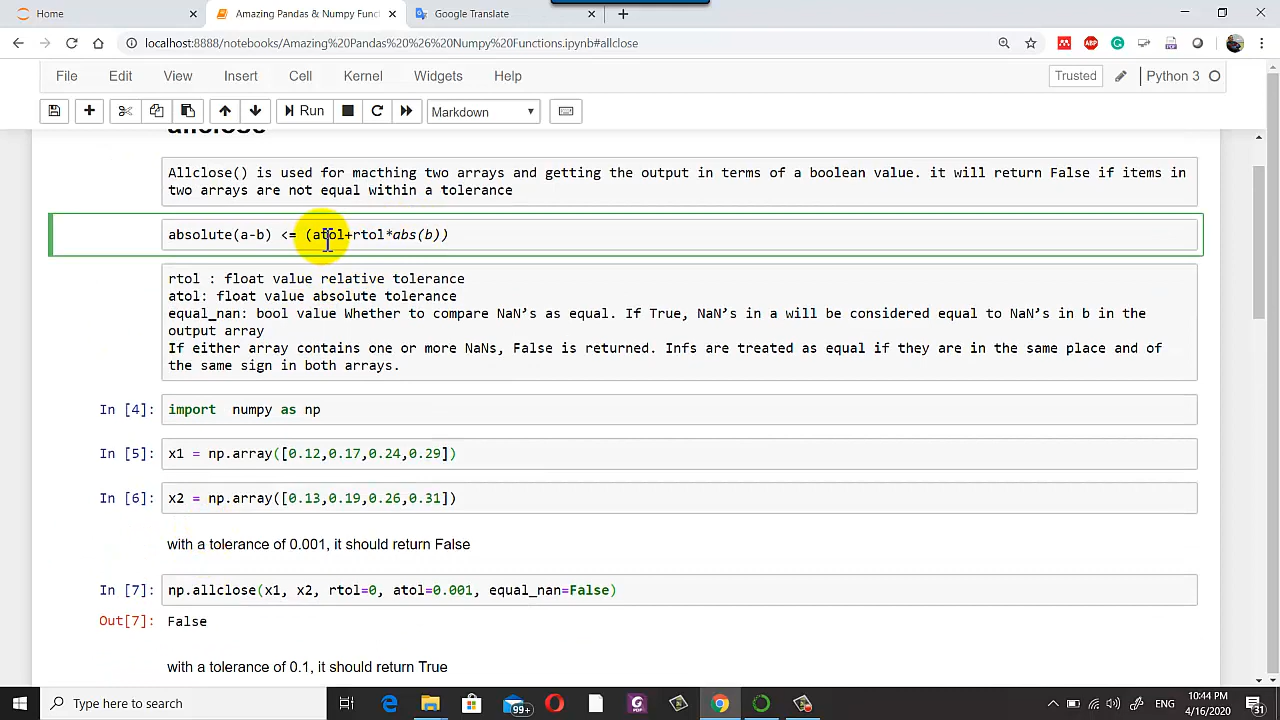 Home
Amazing Pandas & Numpy Func
Google Translate
localhost:8888/notebooks/Amazing%20Pandas%20%26%20Numpy%20Functions.ipynb#allclose
File Edit View Insert Cell Kernel Widgets Help
Trusted
Python 3
Run
Markdown
allclose
Allclose() is used for macthing two arrays and getting the output in terms of a boolean value. it will return False if items in
two arrays are not equal within a tolerance
absolute(a-b) <= (atol+rtol*abs(b))
rtol : float value relative tolerance
atol: float value absolute tolerance
equal_nan: bool value Whether to compare NaN’s as equal. If True, NaN’s in a will be considered equal to NaN’s in b in the
output array
If either array contains one or more NaNs, False is returned. Infs are treated as equal if they are in the same place and of
the same sign in both arrays.
In [4]: import  numpy as np
In [5]: x1 = np.array([0.12,0.17,0.24,0.29])
In [6]: x2 = np.array([0.13,0.19,0.26,0.31])
with a tolerance of 0.001, it should return False
In [7]: np.allclose(x1, x2, rtol=0, atol=0.001, equal_nan=False)
Out[7]: False
with a tolerance of 0.1, it should return True
Type here to search
99+
ENG
10:44 PM
4/16/2020
31